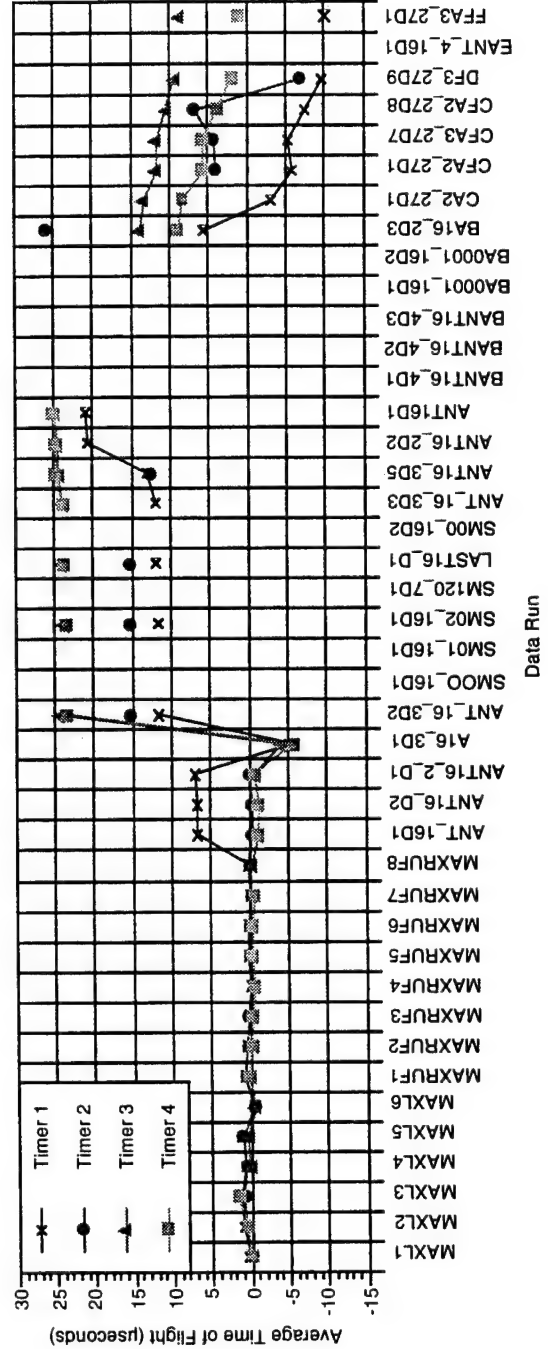 Timer 1
Timer 2
Timer 3
Timer 4
Average Time of Flight (µseconds)
30
25
20
15
10
5
0
-5
-10
-15
MAXL1
MAXL2
MAXL3
MAXL4
MAXL5
MAXL6
MAXRUF1
MAXRUF2
MAXRUF3
MAXRUF4
MAXRUF5
MAXRUF6
MAXRUF7
MAXRUF8
ANT_16D1
ANT16_D2
ANT16_2_D1
A16_3D1
ANT_16_3D2
SMOO_16D1
SM01_16D1
SM02_16D1
SM120_7D1
LAST16_D1
SM00_16D2
ANT_16_3D3
ANT16_3D5
ANT16_2D2
ANT16D1
BANT16_4D1
BANT16_4D2
BANT16_4D3
BA0001_16D1
BA0001_16D2
BA16_2D3
CA2_27D1
CFA2_27D1
CFA3_27D7
CFA2_27D8
DF3_27D9
EANT_4_16D1
FFA3_27D1
Data Run